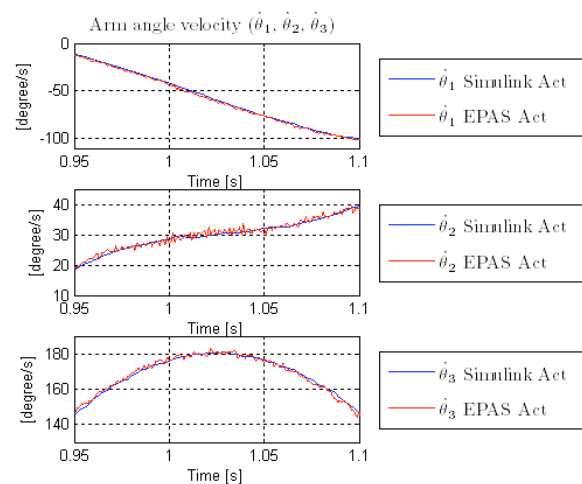 Arm angle velocity (θ̇₁, θ̇₂, θ̇₃)
0
-50
-100
[degree/s]
0.95 1 1.05 1.1
Time [s]
θ̇₁ Simulink Act
θ̇₁ EPAS Act
40
30
20
10
[degree/s]
0.95 1 1.05 1.1
Time [s]
θ̇₂ Simulink Act
θ̇₂ EPAS Act
180
160
140
[degree/s]
0.95 1 1.05 1.1
Time [s]
θ̇₃ Simulink Act
θ̇₃ EPAS Act